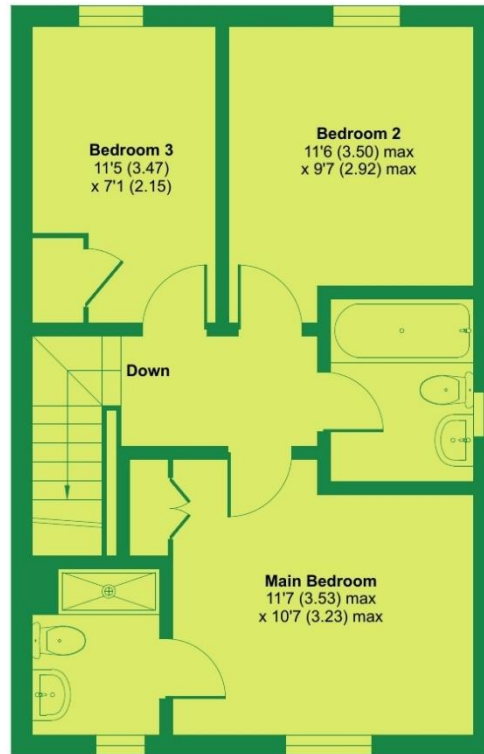 Bedroom 3
11'5 (3.47)
x 7'1 (2.15)
Bedroom 2
11'6 (3.50) max
x 9'7 (2.92) max
Down
Main Bedroom
11'7 (3.53) max
x 10'7 (3.23) max